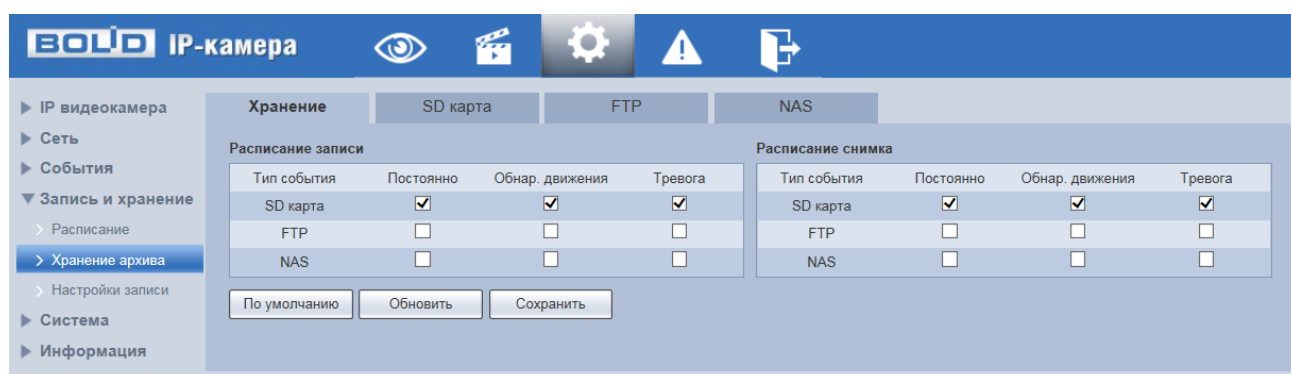 BOLID IP-камера
IP видеокамера
Сеть
События
Запись и хранение
Расписание
Хранение архива
Настройки записи
Система
Информация
Хранение SD карта FTP NAS
Расписание записи
Тип события Постоянно Обнар. движения Тревога
SD карта
FTP
NAS
Расписание снимка
Тип события Постоянно Обнар. движения Тревога
SD карта
FTP
NAS
По умолчанию Обновить Сохранить